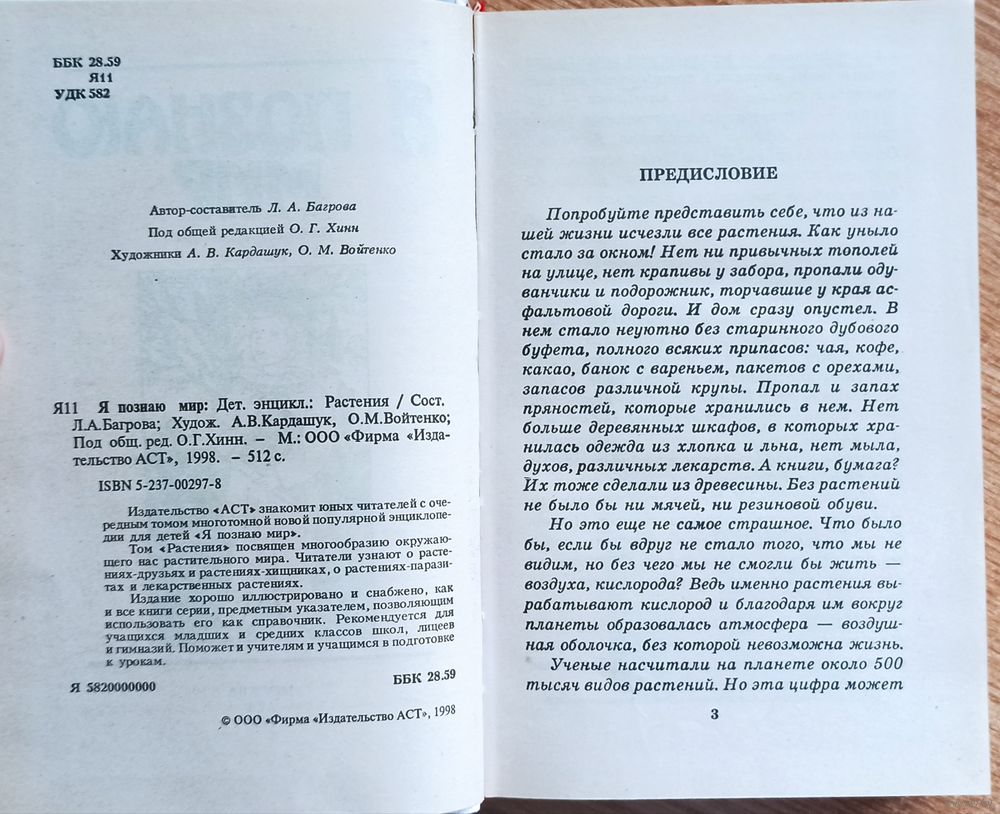 ББК 28.59
Я11
УДК 582
Автор-составитель Л. А. Багрова
Под общей редакцией О. Г. Хинн
Художники А. В. Кардашук, О. М. Войтенко
Я11 Я познаю мир: Дет. энцикл.: Растения / Сост.
Л.А.Багрова; Худож. А.В.Кардашук, О.М.Войтенко;
Под общ. ред. О.Г.Хинн. – М.: ООО «Фирма «Изда-
тельство АСТ», 1998. – 512 с.
ISBN 5-237-00297-8
Издательство «АСТ» знакомит юных читателей с оче-
редным томом многотомной новой популярной энциклопе-
дии для детей «Я познаю мир».
Том «Растения» посвящен многообразию окружаю-
щего нас растительного мира. Читатели узнают о расте-
ниях-друзьях и растениях-хищниках, о растениях-парази-
тах и лекарственных растениях.
Издание хорошо иллюстрировано и снабжено, как
и все книги серии, предметным указателем, позволяющим
использовать его как справочник. Рекомендуется для
учащихся младших и средних классов школ, лицеев
и гимназий. Поможет и учителям и учащимся в подготовке
к урокам.
Я 5820000000
ББК 28.59
© ООО «Фирма «Издательство АСТ», 1998
ПРЕДИСЛОВИЕ
Попробуйте представить себе, что из на-
шей жизни исчезли все растения. Как уныло
стало за окном! Нет ни привычных тополей
на улице, нет крапивы у забора, пропали оду-
ванчики и подорожник, торчавшие у края ас-
фальтовой дороги. И дом сразу опустел. В
нем стало неуютно без старинного дубового
буфета, полного всяких припасов: чая, кофе,
какао, банок с вареньем, пакетов с орехами,
запасов различной крупы. Пропал и запах
пряностей, которые хранились в нем. Нет
больше деревянных шкафов, в которых хра-
нилась одежда из хлопка и льна, нет мыла,
духов, различных лекарств. А книги, бумага?
Их тоже сделали из древесины. Без растений
не было бы ни мячей, ни резиновой обуви.
Но это еще не самое страшное. Что было
бы, если бы вдруг не стало того, что мы не
видим, но без чего мы не смогли бы жить —
воздуха, кислорода? Ведь именно растения вы-
рабатывают кислород и благодаря им вокруг
планеты образовалась атмосфера — воздуш-
ная оболочка, без которой невозможна жизнь.
Ученые насчитали на планете около 500
тысяч видов растений. Но эта цифра может
3